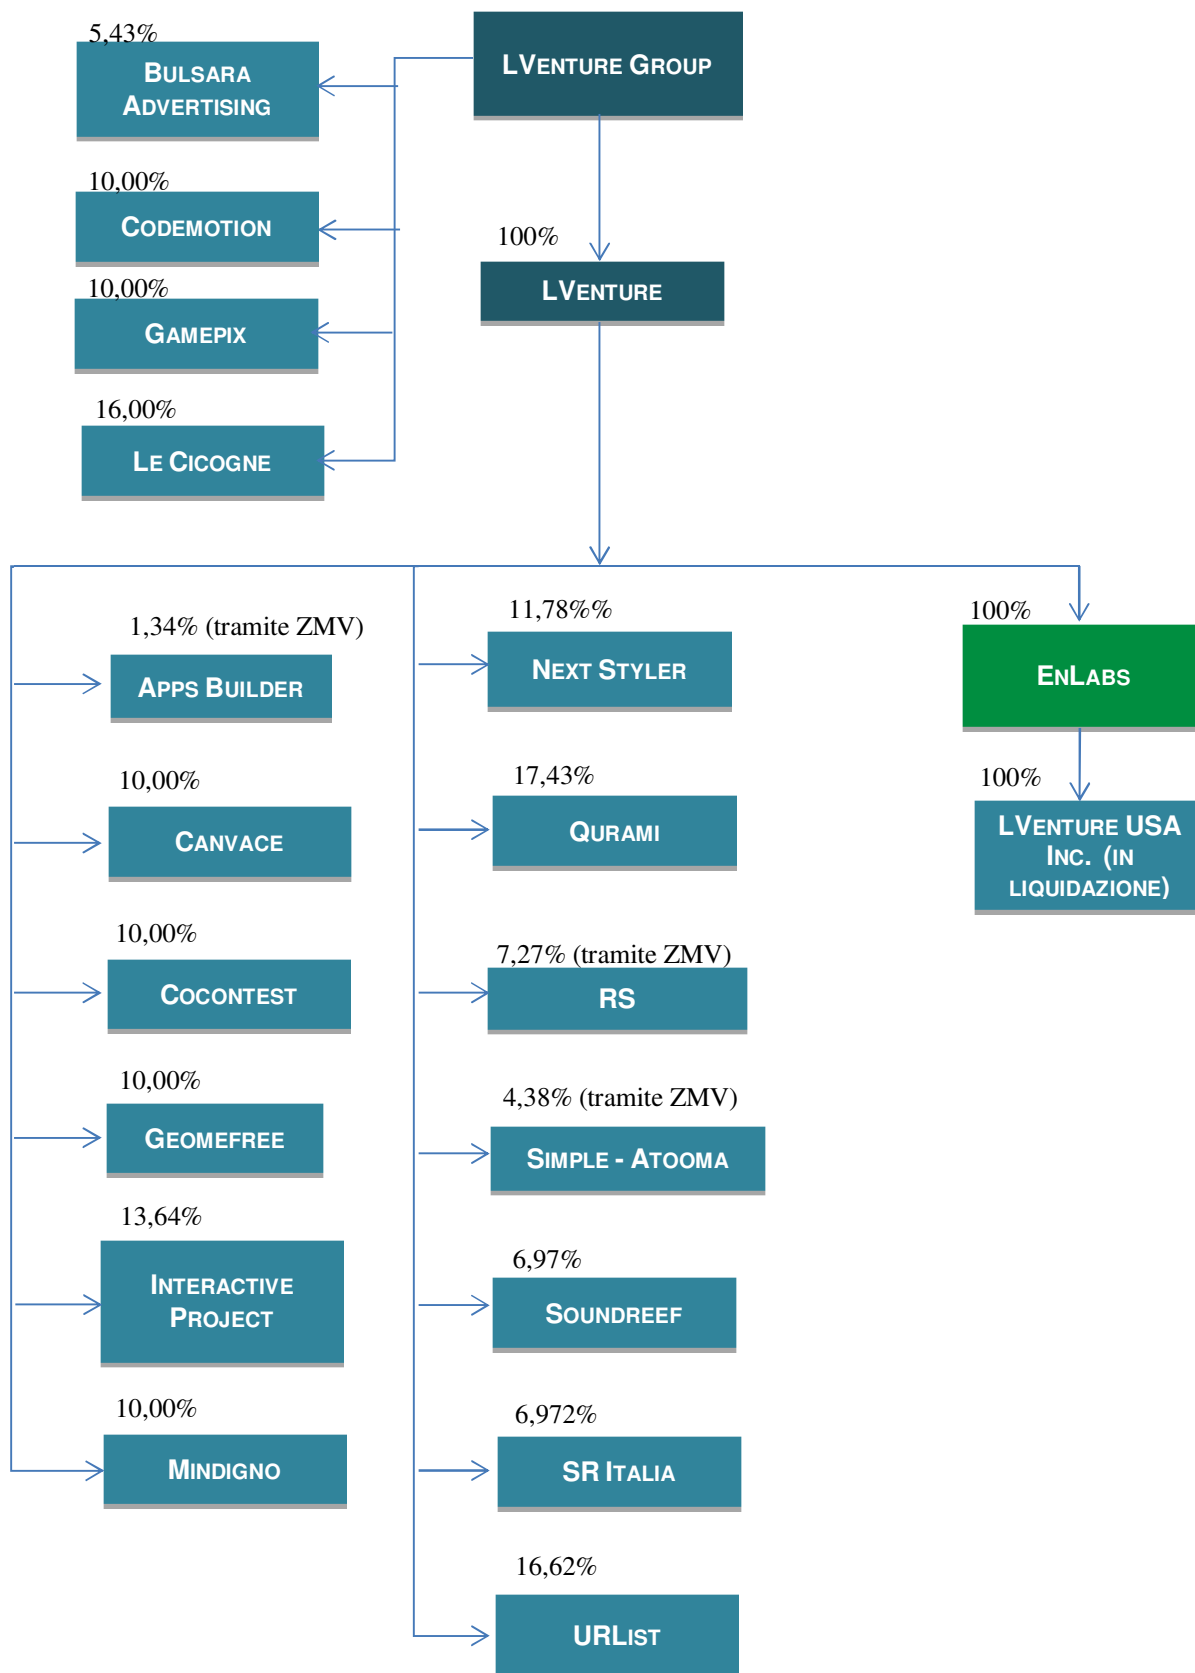 5,43%
BULSARA
ADVERTISING
LVENTURE GROUP
10,00%
CODEMOTION
100%
LVENTURE
10,00%
GAMEPIX
16,00%
LE CICOGNE
1,34% (tramite ZMV)
APPS BUILDER
10,00%
CANVACE
10,00%
COCONTEST
10,00%
GEOMEFREE
13,64%
INTERACTIVE
PROJECT
10,00%
MINDIGNO
11,78%%
NEXT STYLER
17,43%
QURAMI
7,27% (tramite ZMV)
RS
4,38% (tramite ZMV)
SIMPLE - ATOOMA
6,97%
SOUNDREEF
6,972%
SR ITALIA
16,62%
URLIST
100%
ENLABS
100%
LVENTURE USA
INC. (IN
LIQUIDAZIONE)